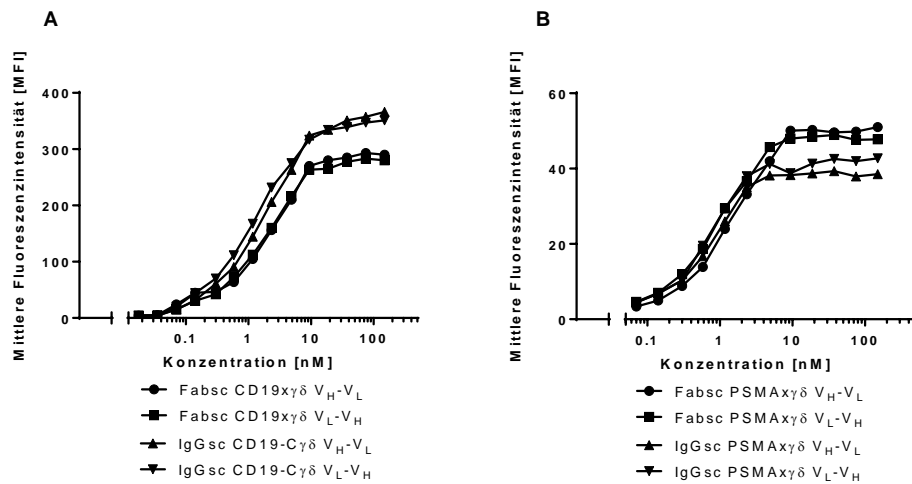 A
B
Mittlere Fluoreszenzintensität [MFI]
400
300
200
100
0
0.1
1
10
100
Konzentration [nM]
Fabsc CD19xγδ VH-VL
Fabsc CD19xγδ VL-VH
IgGsc CD19-Cγδ VH-VL
IgGsc CD19-Cγδ VL-VH
Mittlere Fluoreszenzintensität [MFI]
60
40
20
0
0.1
1
10
100
Konzentration [nM]
Fabsc PSMAxγδ VH-VL
Fabsc PSMAxγδ VL-VH
IgGsc PSMAxγδ VH-VL
IgGsc PSMAxγδ VL-VH